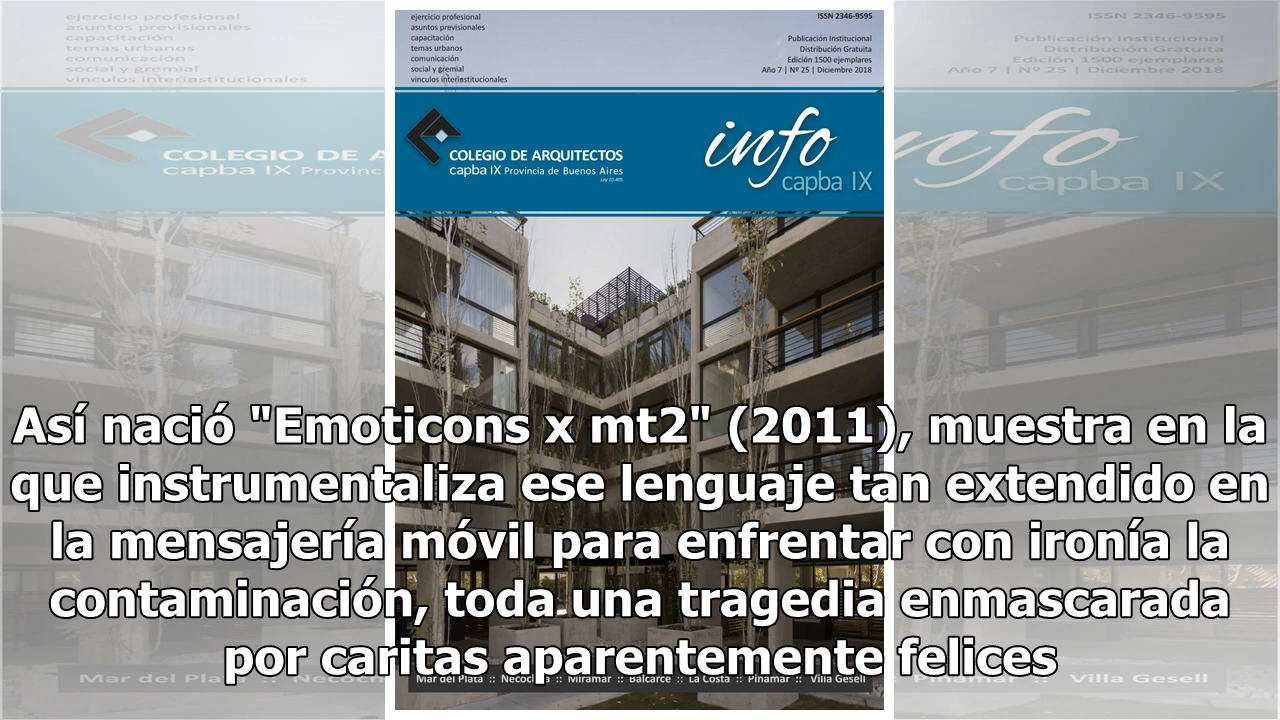 ejercicio profesional
asuntos previsionales
capacitación
temas urbanos
comunicación
social y gremial
vínculos interinstitucionales
ISSN 2346-9595
Publicación Institucional
Distribución Gratuita
Edición 1500 ejemplares
Año 7 | Nº 25 | Diciembre 2018
COLEGIO DE ARQUITECTOS
capba IX Provincia de Buenos Aires
Ley 10.405
info
capba IX
Así nació "Emoticons x mt2" (2011), muestra en la
que instrumentaliza ese lenguaje tan extendido en
la mensajería móvil para enfrentar con ironía la
contaminación, toda una tragedia enmascarada
por caritas aparentemente felices
Mar del Plata :: Necochea :: Miramar :: Balcarce :: La Costa :: Pinamar :: Villa Gesell